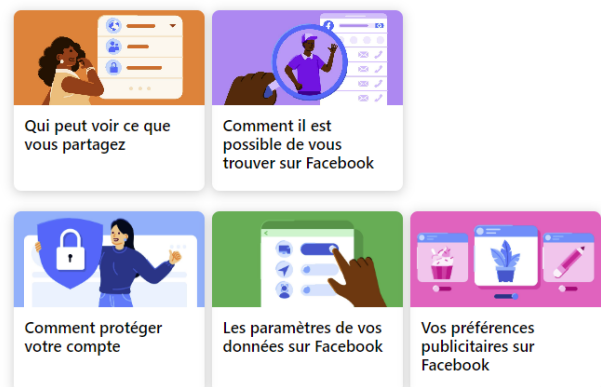 Qui peut voir ce que
vous partagez
Comment il est
possible de vous
trouver sur Facebook
Comment protéger
votre compte
Les paramètres de vos
données sur Facebook
Vos préférences
publicitaires sur
Facebook